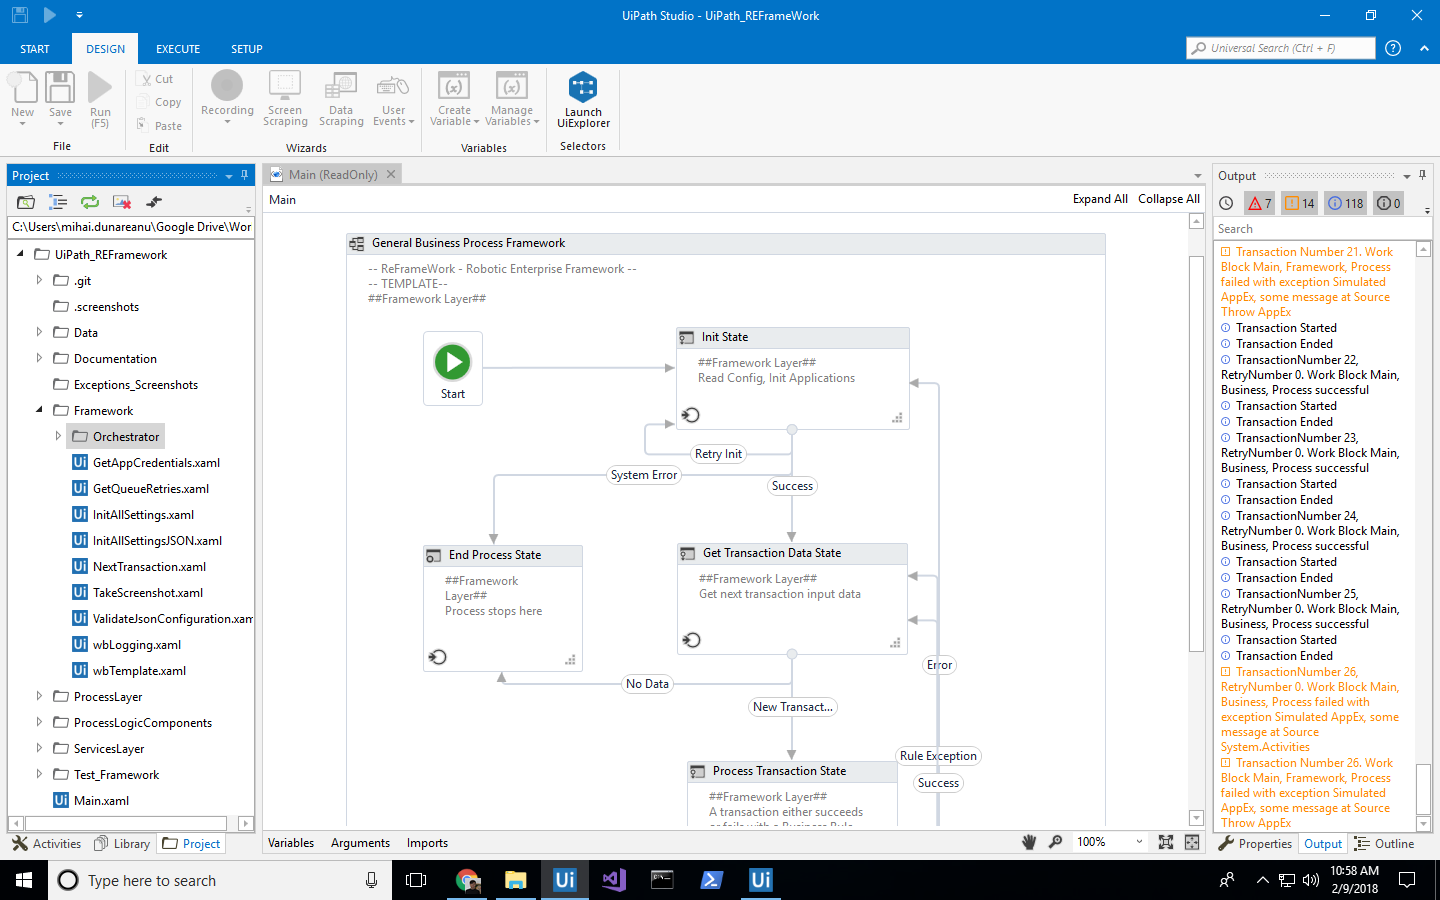 UiPath Studio - UiPath_REFrameWork
START
DESIGN
EXECUTE
SETUP
Universal Search (Ctrl + F)
New
Save
Run
(F5)
File
Cut
Copy
Paste
Edit
Recording
Screen
Scraping
Data
Scraping
User
Events
Wizards
Create
Variable
Manage
Variables
Variables
Launch
UiExplorer
Selectors
Project
C:\Users\mihai.dunareanu\Google Drive\Wor
UiPath_REFramework
.git
.screenshots
Data
Documentation
Exceptions_Screenshots
Framework
Orchestrator
GetAppCredentials.xaml
GetQueueRetries.xaml
InitAllSettings.xaml
InitAllSettingsJSON.xaml
NextTransaction.xaml
TakeScreenshot.xaml
ValidateJsonConfiguration.xam
wbLogging.xaml
wbTemplate.xaml
ProcessLayer
ProcessLogicComponents
ServicesLayer
Test_Framework
Main.xaml
Activities
Library
Project
Main (ReadOnly)
Main
Expand All
Collapse All
General Business Process Framework
-- ReFrameWork - Robotic Enterprise Framework --
-- TEMPLATE--
##Framework Layer##
Start
Init State
##Framework Layer##
Read Config, Init Applications
Retry Init
System Error
Success
End Process State
##Framework
Layer##
Process stops here
Get Transaction Data State
##Framework Layer##
Get next transaction input data
Error
No Data
New Transact...
Rule Exception
Success
Process Transaction State
##Framework Layer##
A transaction either succeeds
or fails with a Business Rule
Variables
Arguments
Imports
100%
Output
7
14
118
0
Search
Transaction Number 21. Work
Block Main, Framework, Process
failed with exception Simulated
AppEx, some message at Source
Throw AppEx
Transaction Started
Transaction Ended
TransactionNumber 22,
RetryNumber 0. Work Block Main,
Business, Process successful
Transaction Started
Transaction Ended
TransactionNumber 23,
RetryNumber 0. Work Block Main,
Business, Process successful
Transaction Started
Transaction Ended
TransactionNumber 24,
RetryNumber 0. Work Block Main,
Business, Process successful
Transaction Started
Transaction Ended
TransactionNumber 25,
RetryNumber 0. Work Block Main,
Business, Process successful
Transaction Started
Transaction Ended
TransactionNumber 26,
RetryNumber 0. Work Block Main,
Business, Process failed with
exception Simulated AppEx, some
message at Source
System.Activities
Transaction Number 26. Work
Block Main, Framework, Process
failed with exception Simulated
AppEx, some message at Source
Throw AppEx
Properties
Output
Outline
Type here to search
10:58 AM
2/9/2018